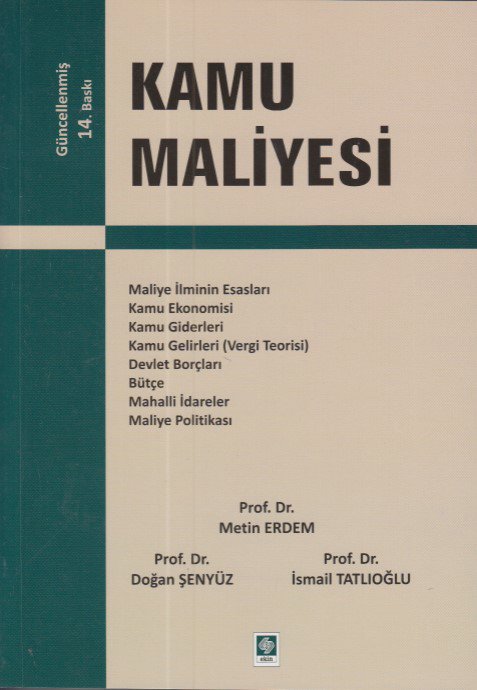 Güncellenmiş
14. Baskı
KAMU
MALİYESİ
Maliye İlminin Esasları
Kamu Ekonomisi
Kamu Giderleri
Kamu Gelirleri (Vergi Teorisi)
Devlet Borçları
Bütçe
Mahalli İdareler
Maliye Politikası
Prof. Dr.
Metin ERDEM
Prof. Dr.
Doğan ŞENYÜZ
Prof. Dr.
İsmail TATLIOĞLU
ekin